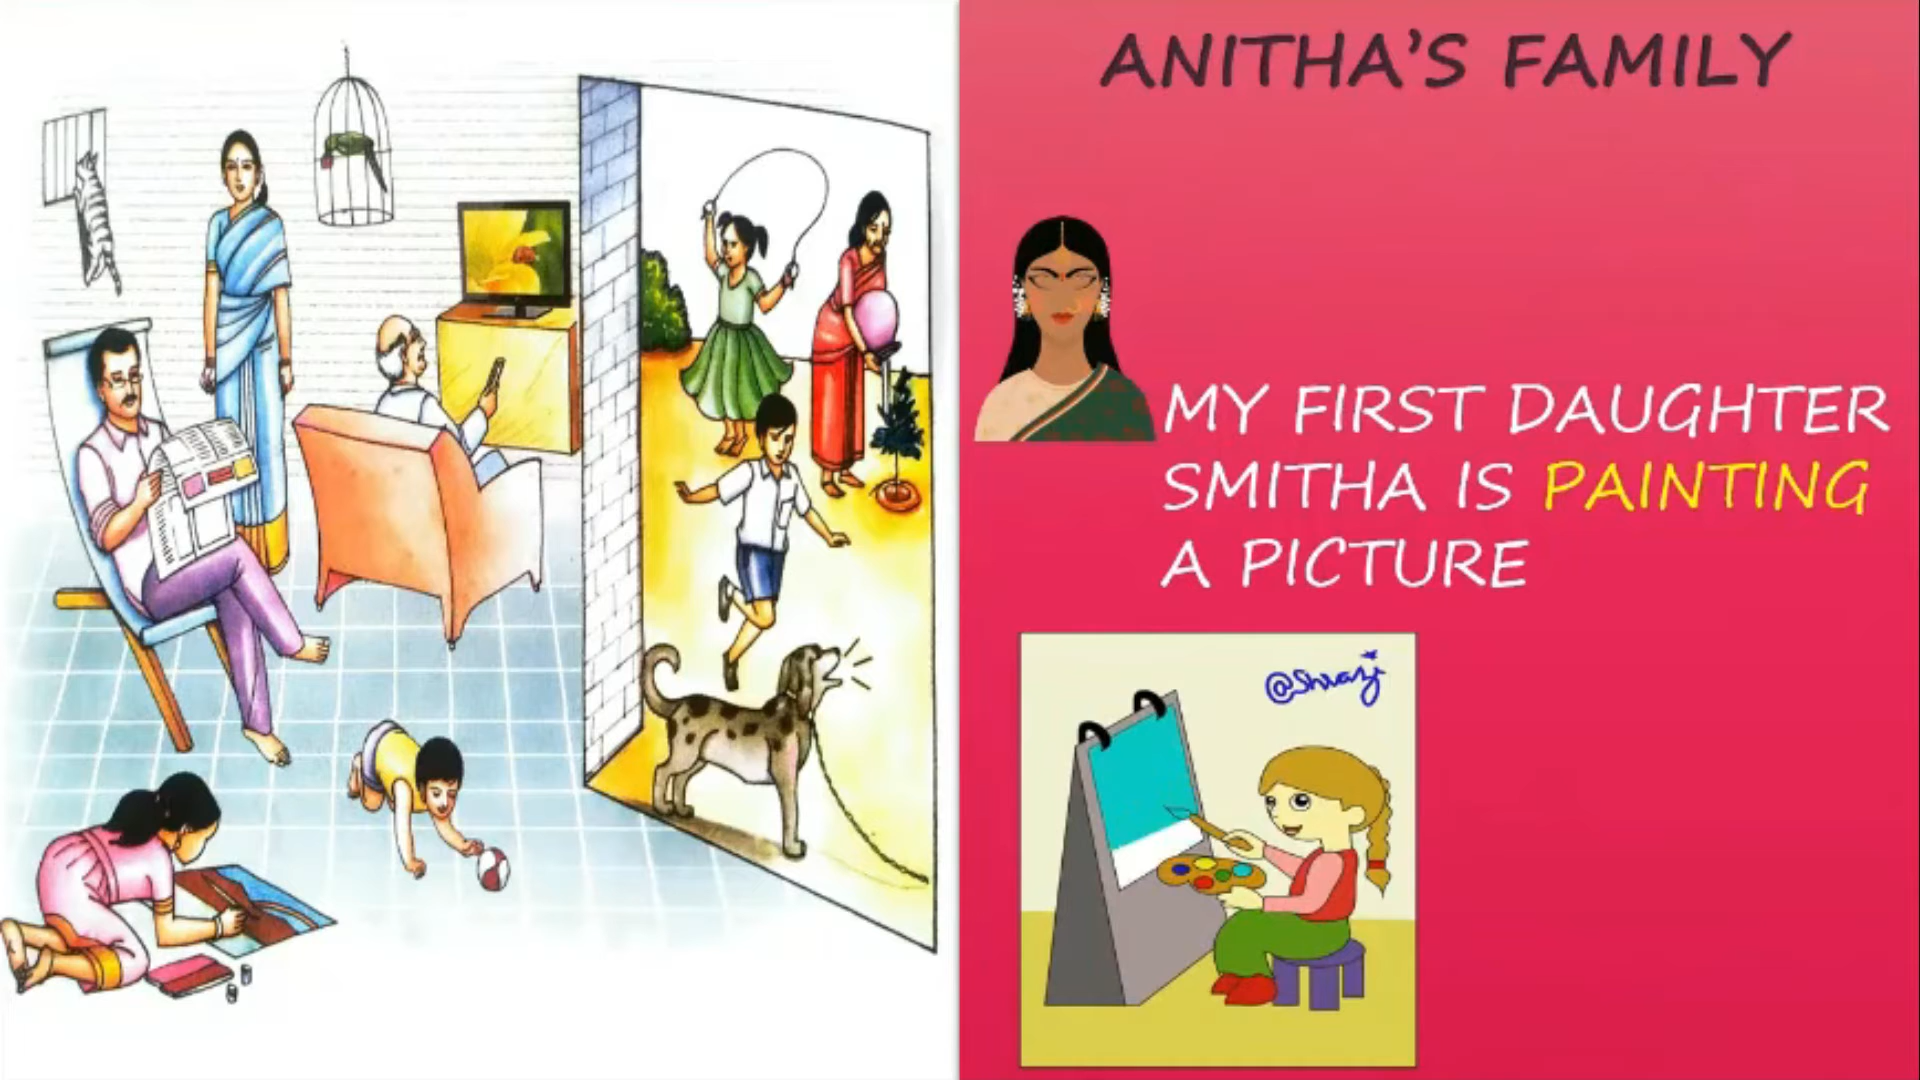 ANITHA'S FAMILY
MY FIRST DAUGHTER
SMITHA IS PAINTING
A PICTURE